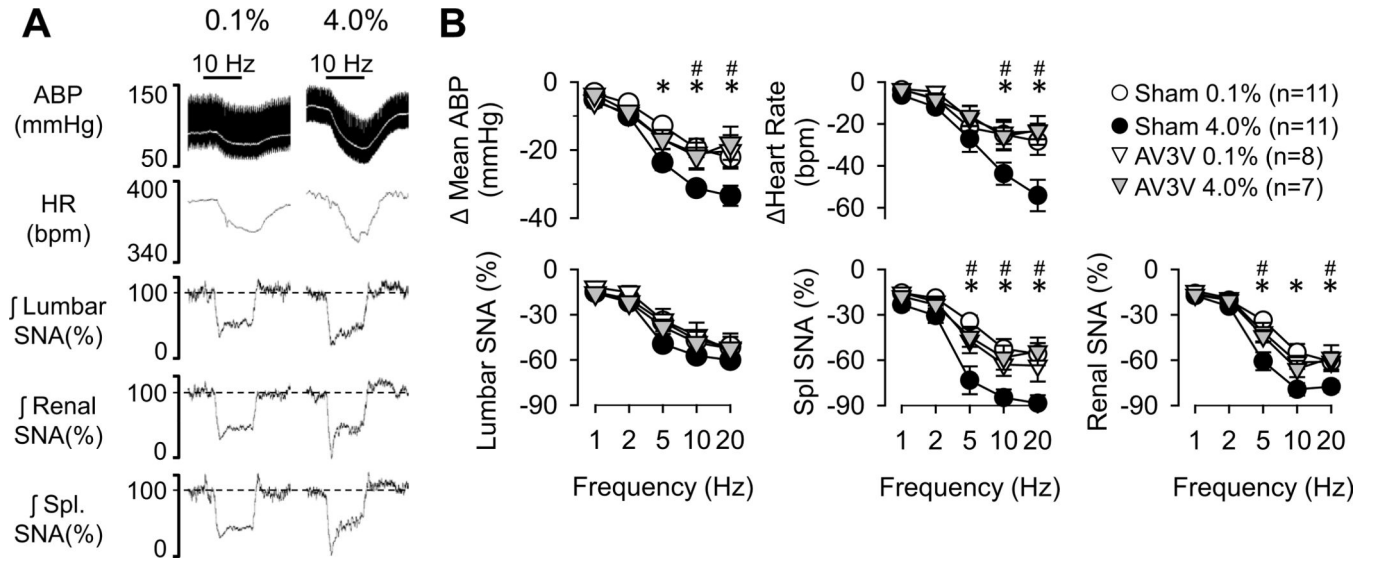 A
0.1% 4.0%
10 Hz 10 Hz
ABP
(mmHg)
150
50
HR
(bpm)
400
340
∫ Lumbar
SNA(%)
100
0
∫ Renal
SNA(%)
100
0
∫ Spl.
SNA(%)
100
0
B
Δ Mean ABP
(mmHg)
0
-20
-40
* # * # *
ΔHeart Rate
(bpm)
0
-20
-40
-60
# * # *
Sham 0.1% (n=11)
Sham 4.0% (n=11)
AV3V 0.1% (n=8)
AV3V 4.0% (n=7)
Lumbar SNA (%)
0
-30
-60
-90
1 2 5 10 20
Frequency (Hz)
Spl SNA (%)
0
-30
-60
-90
# # #
* * *
1 2 5 10 20
Frequency (Hz)
Renal SNA (%)
0
-30
-60
-90
# #
* * *
1 2 5 10 20
Frequency (Hz)